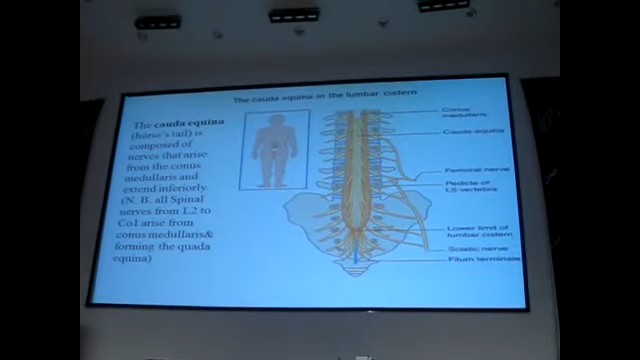 The cauda equina in the lumbar cistern
The cauda equina
(horse's tail) is
composed of
nerves that arise
from the conus
medullaris and
extend inferiorly.
(N. B. all Spinal
nerves from L2 to
Co1 arise from
conus medullaris&
forming the quada
equina)
Conus
medullaris
Cauda equina
Femoral nerve
Pedicle of
L5 vertebra
Lower limit of
lumbar cistern
Sciatic nerve
Filum terminale